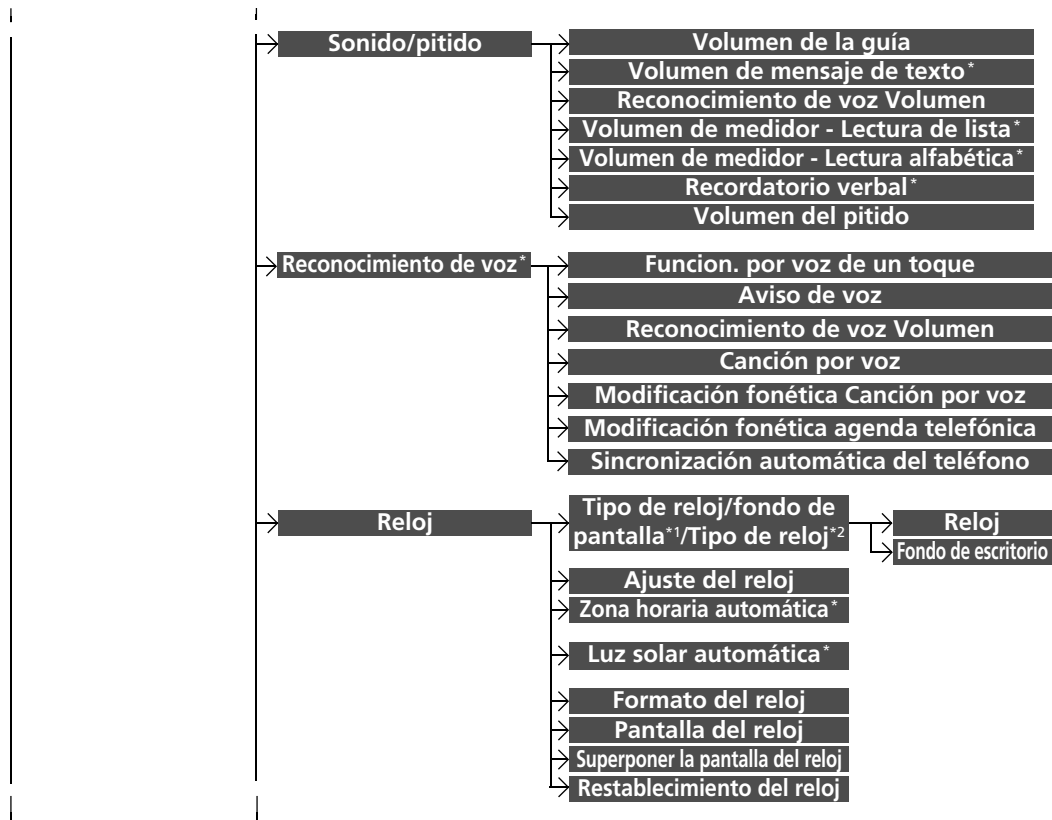 Sonido/pitido
Volumen de la guía
Volumen de mensaje de texto*
Reconocimiento de voz Volumen
Volumen de medidor - Lectura de lista*
Volumen de medidor - Lectura alfabética*
Recordatorio verbal*
Volumen del pitido
Reconocimiento de voz*
Funcion. por voz de un toque
Aviso de voz
Reconocimiento de voz Volumen
Canción por voz
Modificación fonética Canción por voz
Modificación fonética agenda telefónica
Sincronización automática del teléfono
Reloj
Tipo de reloj/fondo de
pantalla*1/Tipo de reloj*2
Reloj
Fondo de escritorio
Ajuste del reloj
Zona horaria automática*
Luz solar automática*
Formato del reloj
Pantalla del reloj
Superponer la pantalla del reloj
Restablecimiento del reloj